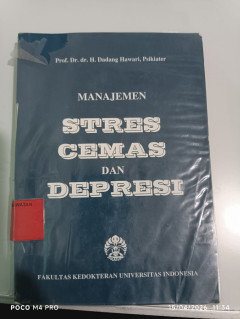 Prof. Dr. dr. H. Dadang Hawari, Psikiater
MANAJEMEN
STRES
CEMAS
DAN
DEPRESI
FAKULTAS KEDOKTERAN UNIVERSITAS INDONESIA
POCO M4 PRO